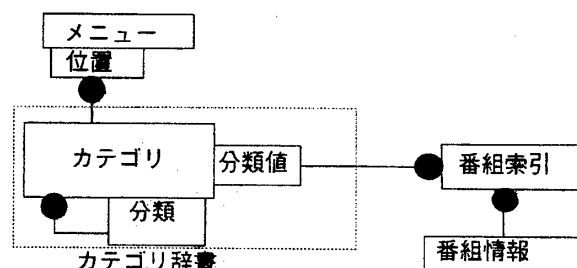 メニュー
位置
カテゴリ
分類値
番組索引
分類
カテゴリ辞書
番組情報